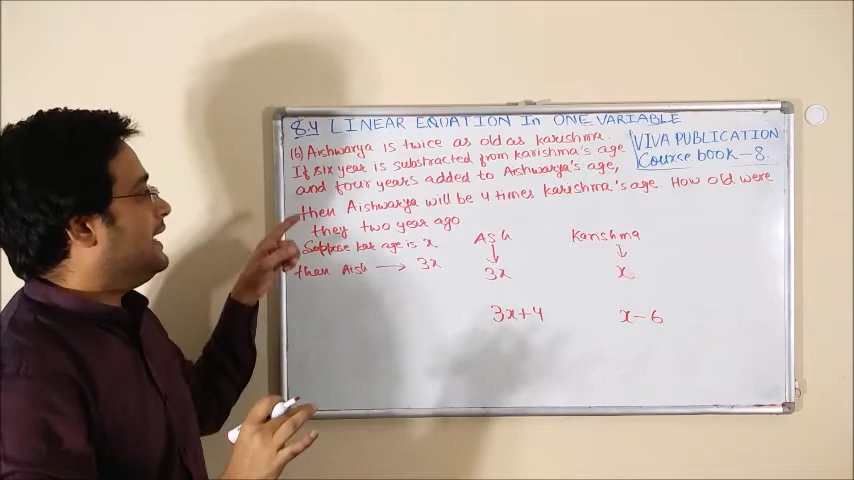 8.4 LINEAR EQUATION In ONE VARIABLE
16) Aishwarya is twice as old as karishma.
If six year is substracted from karishma's age
and four years added to Aishwarya's age,
then Aishwarya will be 4 times karishma's age. How old were
they two year ago
VIVA PUBLICATION
Cource book-8
Suppose kar age is x
then Aish → 3x
ASh Karishma
↓ ↓
3x x
3x+4 x-6